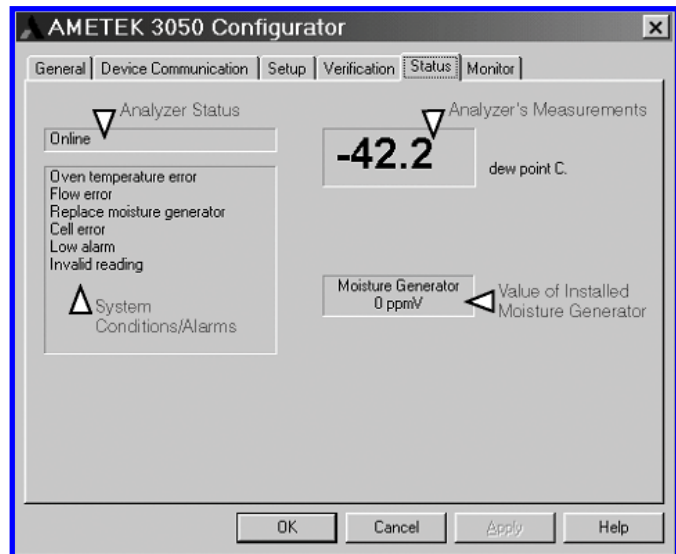 AMETEK 3050 Configurator
General Device Communication Setup Verification Status Monitor
Analyzer Status
Online
Oven temperature error
Flow error
Replace moisture generator
Cell error
Low alarm
Invalid reading
System
Conditions/Alarms
Analyzer's Measurements
-42.2
dew point C.
Moisture Generator
0 ppmV
Value of Installed
Moisture Generator
OK Cancel Apply Help